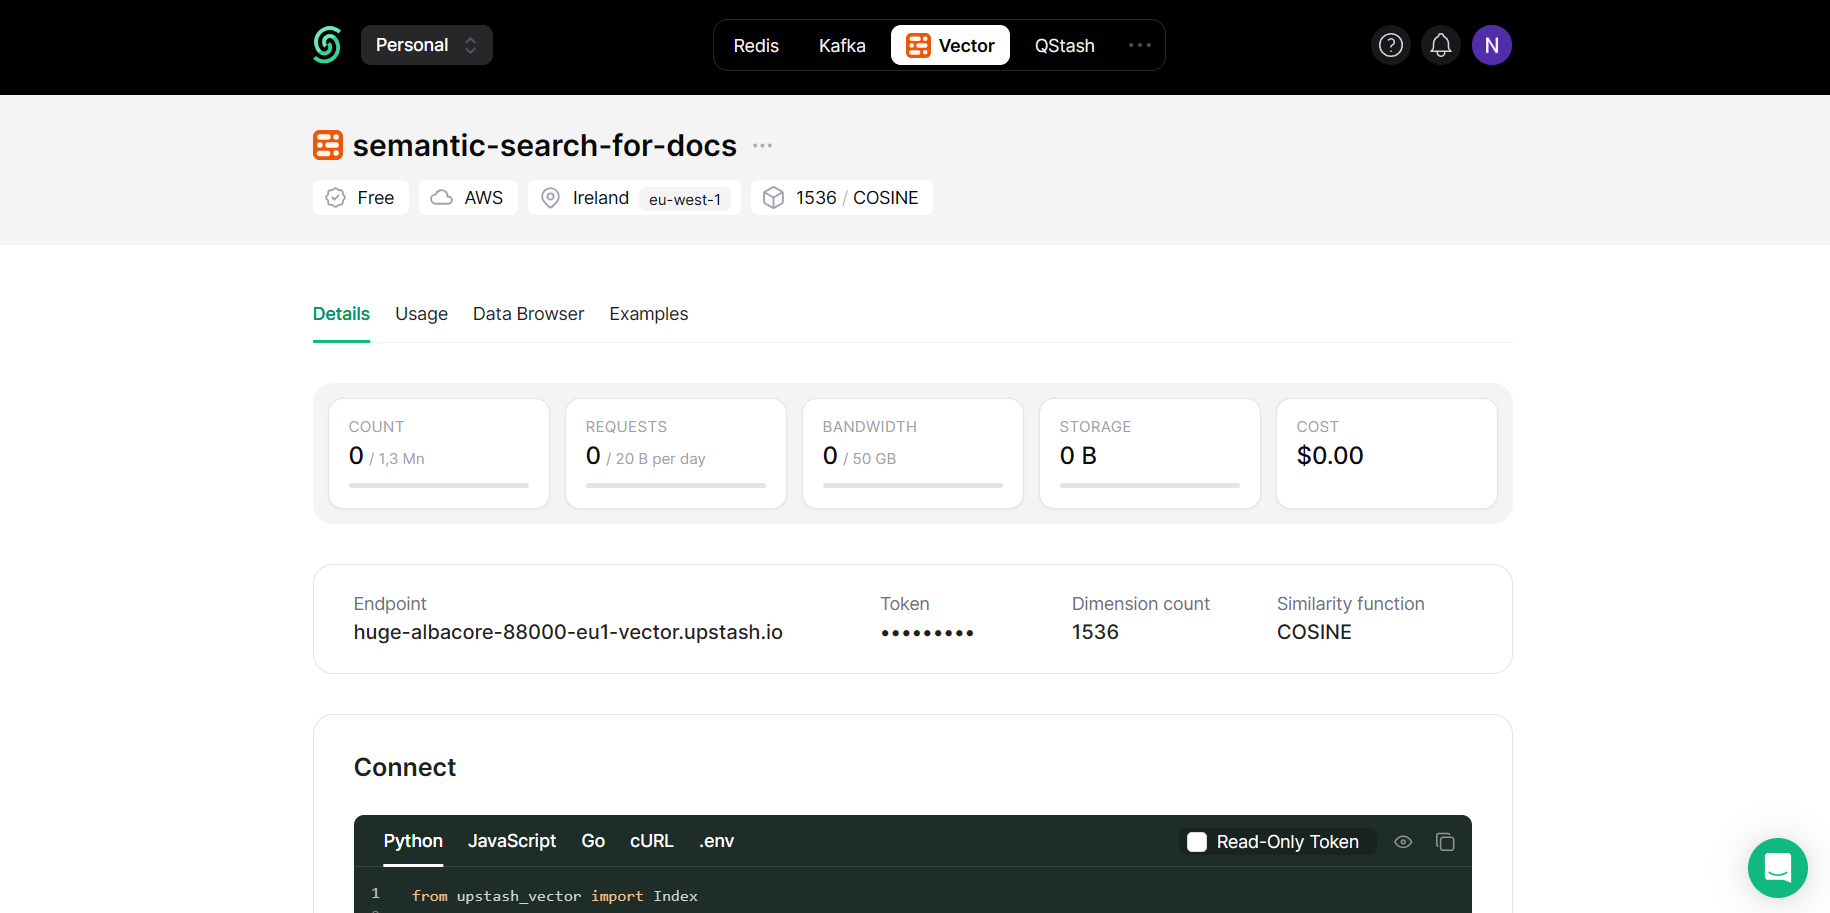 Personal
Redis Kafka Vector QStash
N
semantic-search-for-docs
Free AWS Ireland eu-west-1 1536 / COSINE
Details Usage Data Browser Examples
COUNT
0 / 1,3 Mn
REQUESTS
0 / 20 B per day
BANDWIDTH
0 / 50 GB
STORAGE
0 B
COST
$0.00
Endpoint
huge-albacore-88000-eu1-vector.upstash.io
Token
•••••••••
Dimension count
1536
Similarity function
COSINE
Connect
Python JavaScript Go cURL .env Read-Only Token
1 from upstash_vector import Index